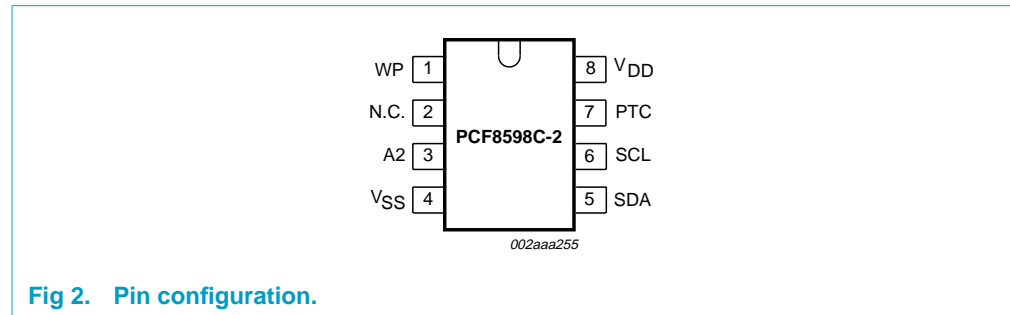 WP 1 8 VDD
N.C. 2 7 PTC
PCF8598C-2
A2 3 6 SCL
VSS 4 5 SDA
002aaa255
Fig 2. Pin configuration.